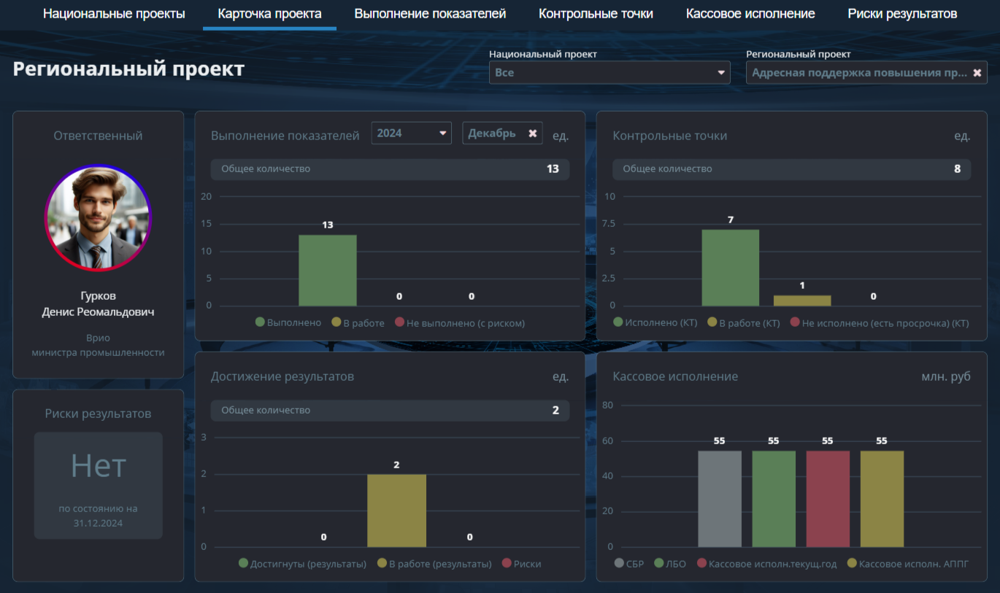 Национальные проекты Карточка проекта Выполнение показателей Контрольные точки Кассовое исполнение Риски результатов
Региональный проект
Национальный проект
Все
Региональный проект
Адресная поддержка повышения пр...
Ответственный
Гурков
Денис Реомальдович
Врио
министра промышленности
Риски результатов
Нет
по состоянию на
31.12.2024
Выполнение показателей 2024 Декабрь ед.
Общее количество 13
20
15
10
5
0
13
0
0
Выполнено В работе Не выполнено (с риском)
Контрольные точки ед.
Общее количество 8
10
7.5
5
2.5
0
7
1
0
Исполнено (КТ) В работе (КТ) Не исполнено (есть просрочка) (КТ)
Достижение результатов ед.
Общее количество 2
3
2
1
0
0
2
0
Достигнуты (результаты) В работе (результаты) Риски
Кассовое исполнение млн. руб
80
60
40
20
0
55 55 55 55
СБР ЛБО Кассовое исполн.текущ.год Кассовое исполн. АППГ